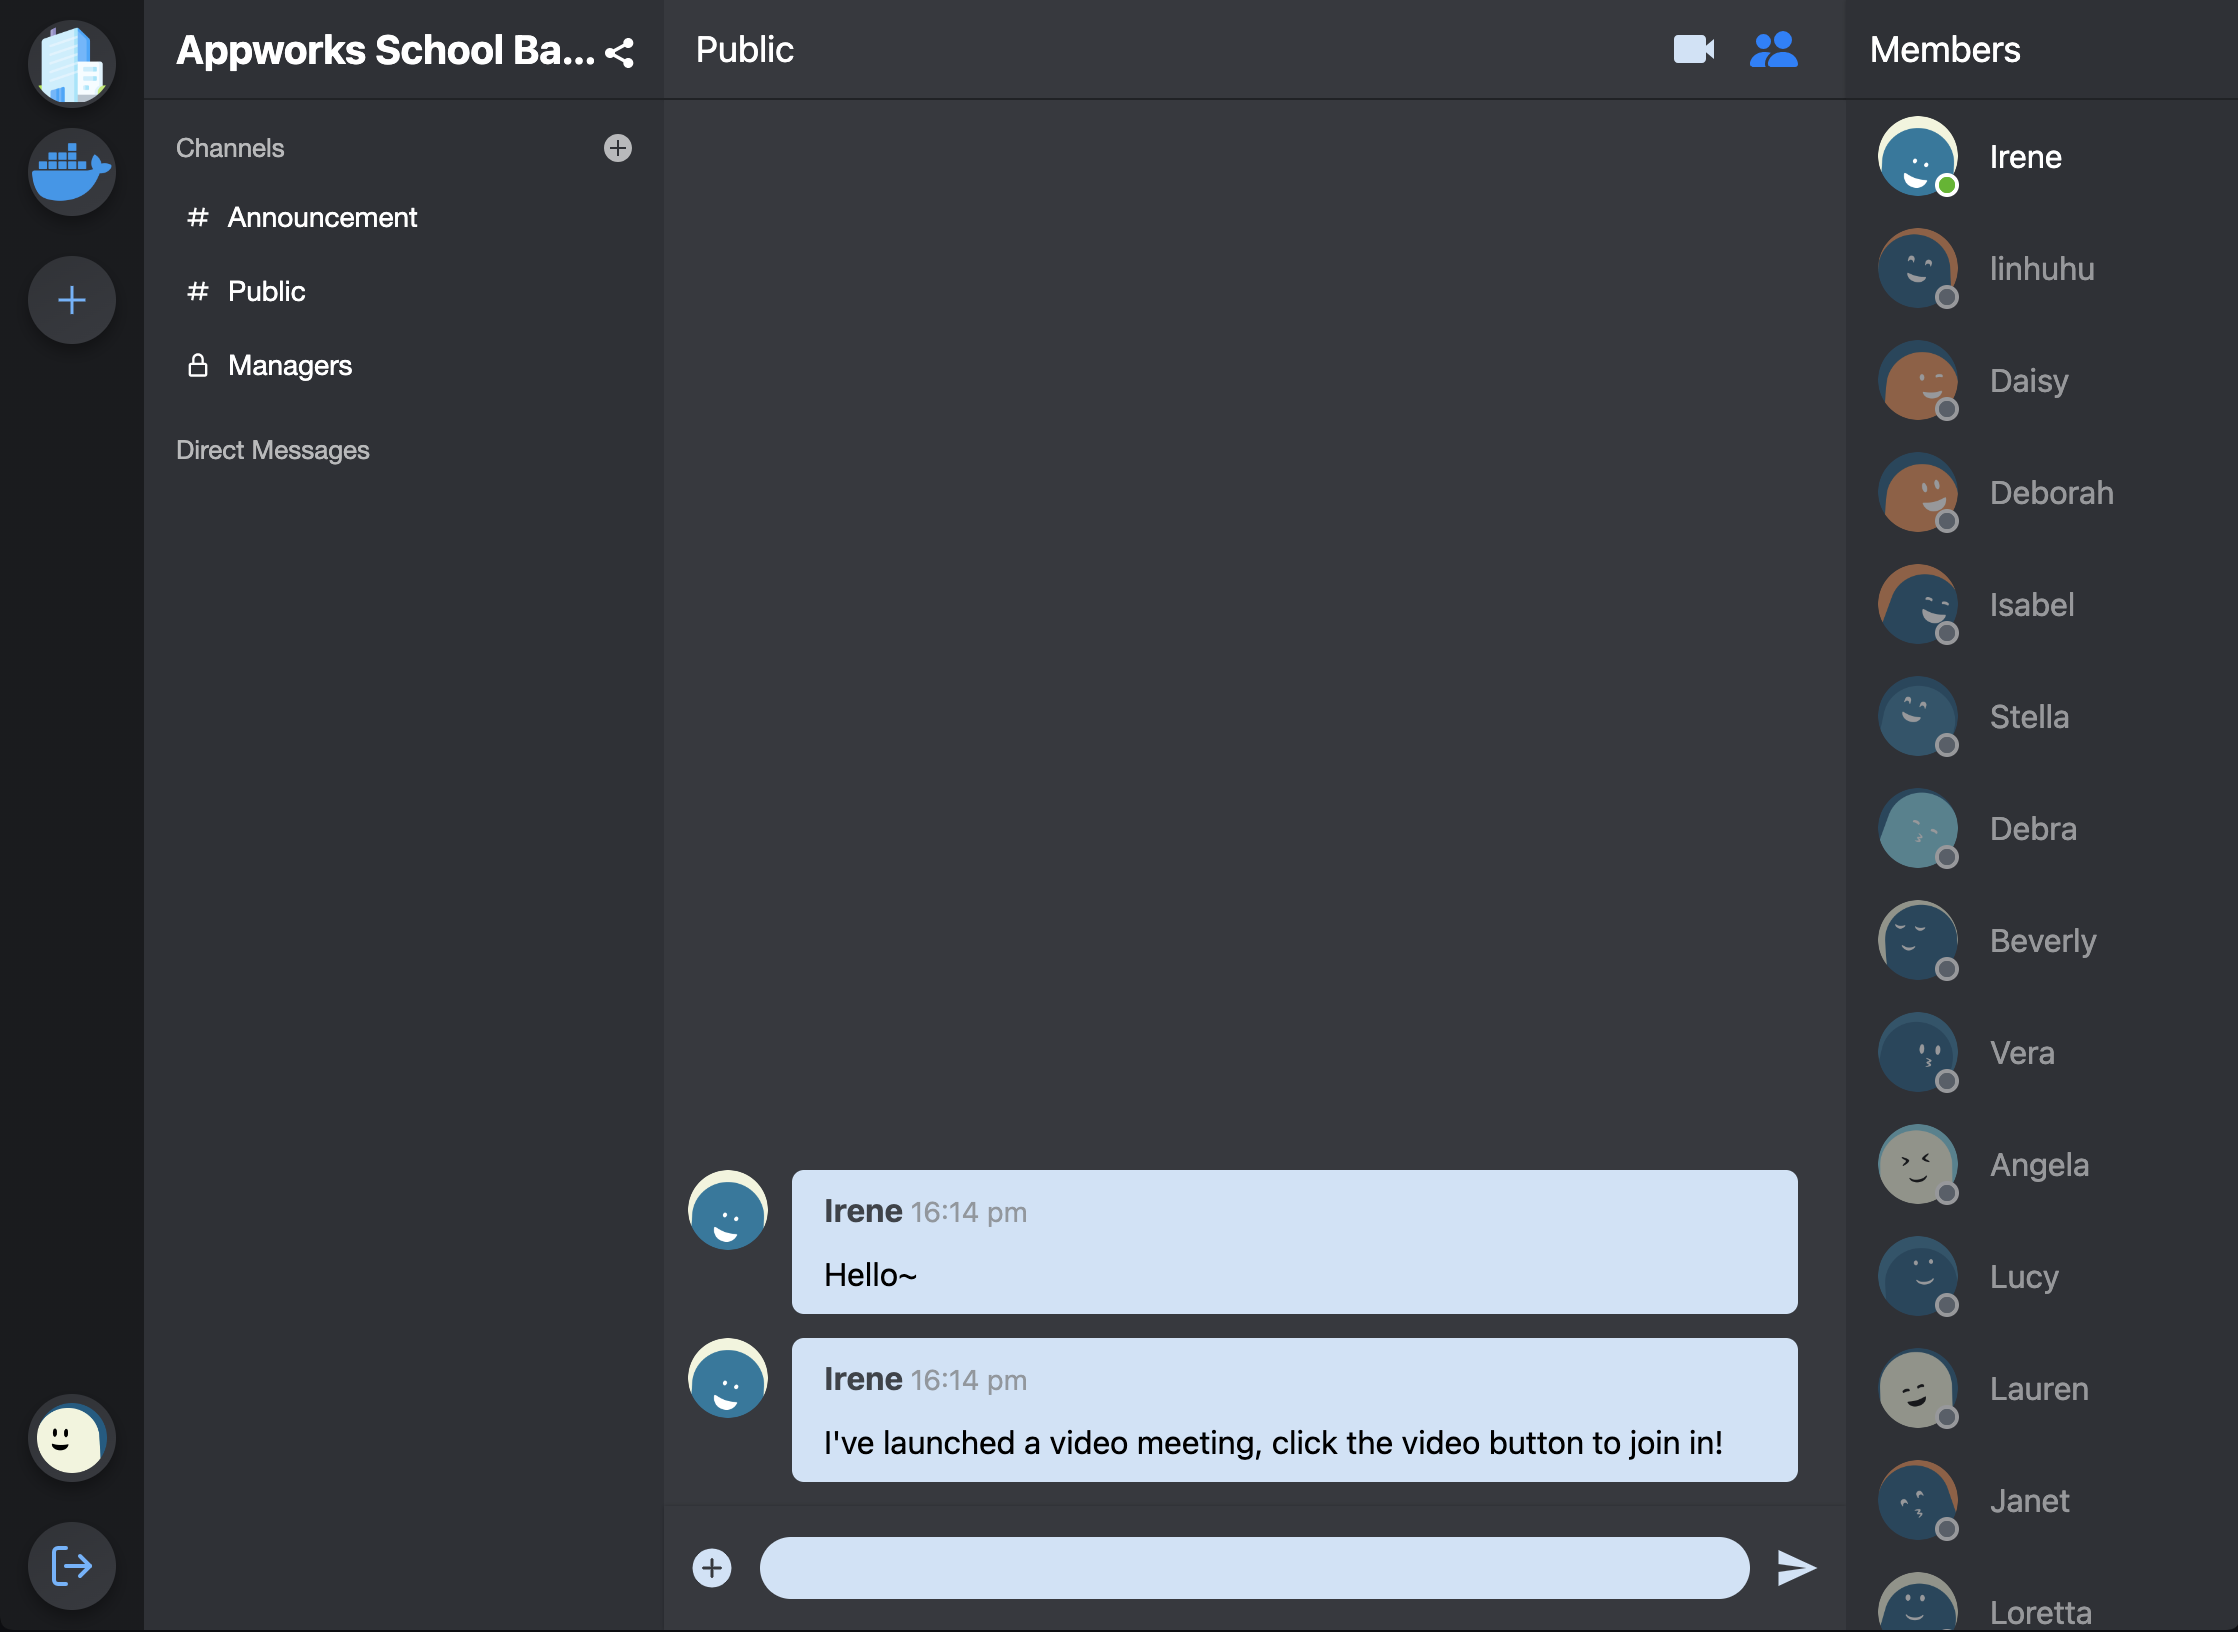 Appworks School Ba...
Channels
# Announcement
# Public
Managers
Direct Messages
Public
Irene 16:14 pm
Hello~
Irene 16:14 pm
I've launched a video meeting, click the video button to join in!
Members
Irene
linhuhu
Daisy
Deborah
Isabel
Stella
Debra
Beverly
Vera
Angela
Lucy
Lauren
Janet
Loretta